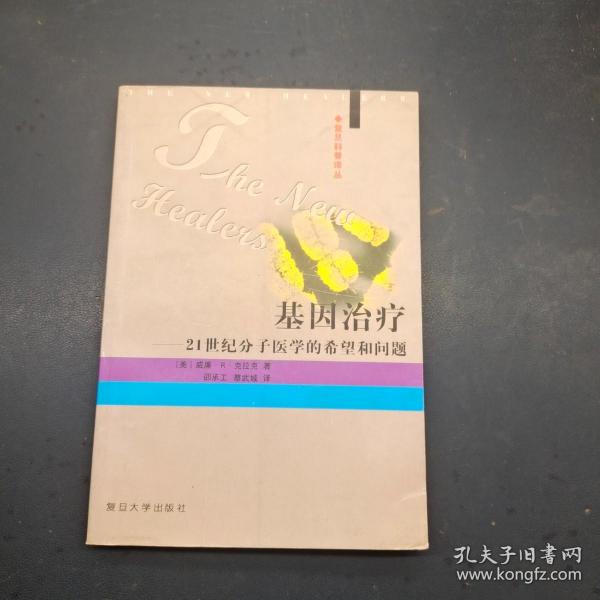 THE NEW HEALERS
The New
Healers
◆复旦科普译丛
基因治疗
——21世纪分子医学的希望和问题
[美] 威廉·R·克拉克 著
邵承工 蔡武城 译
复旦大学出版社
孔夫子旧书网
www.kongfz.com